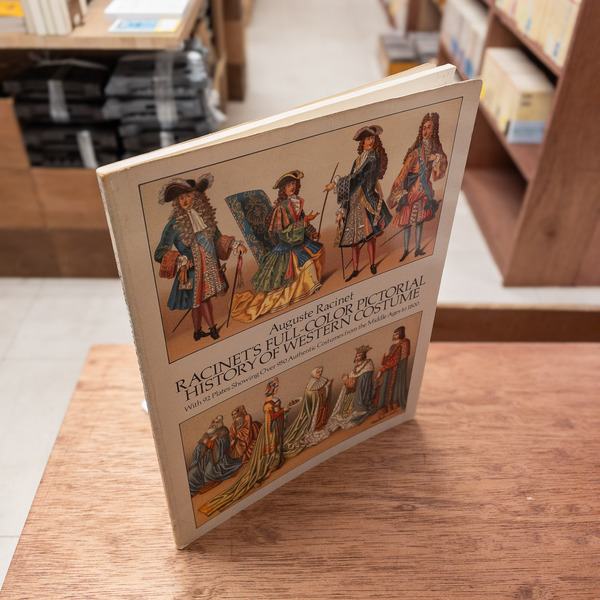 Auguste Racinet
RACINET'S FULL-COLOR PICTORIAL
HISTORY OF WESTERN COSTUME
With 92 Plates Showing Over 950 Authentic Costumes from the Middle Ages to 1800